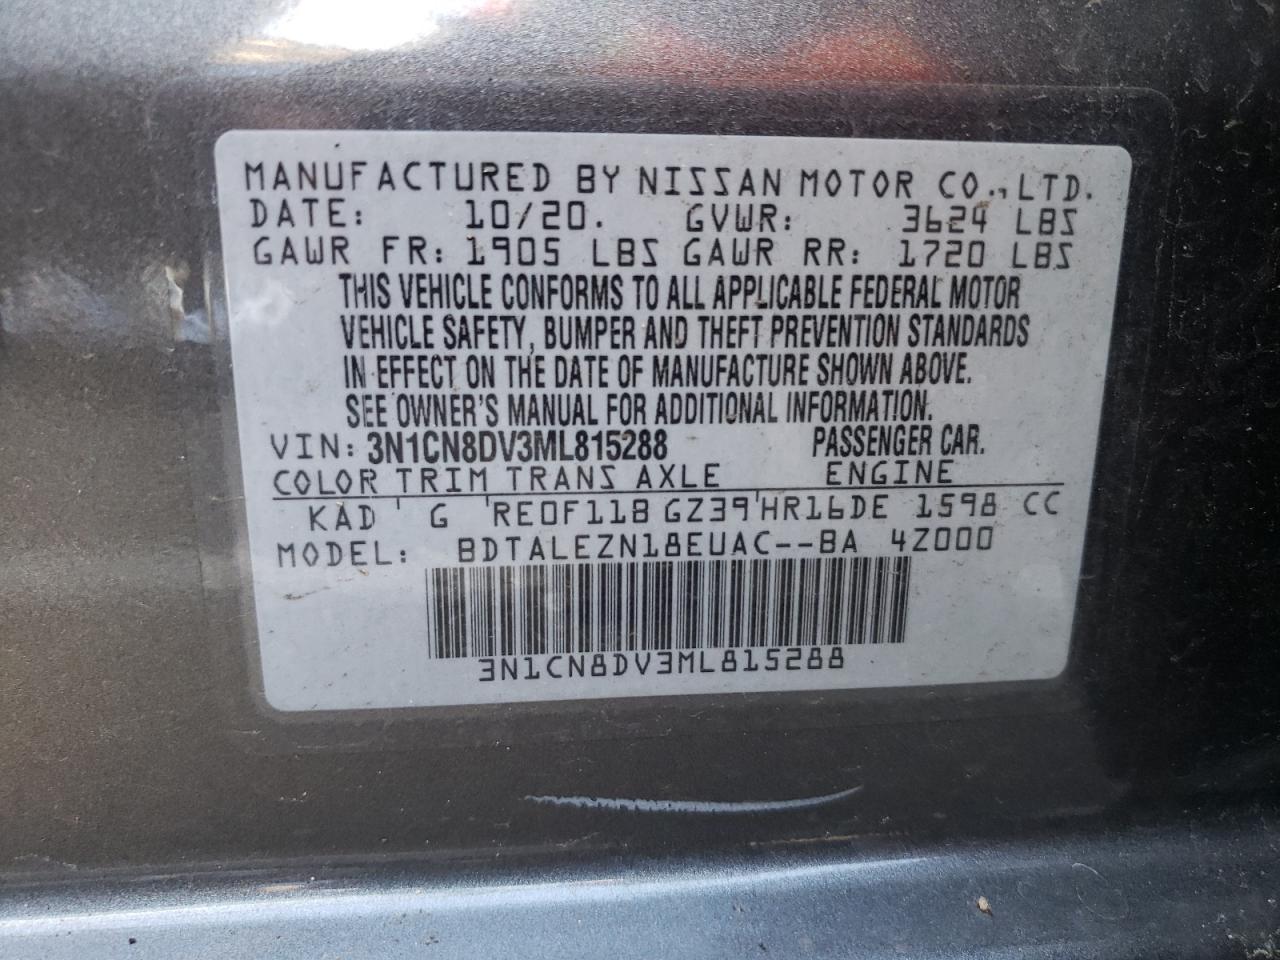 MANUFACTURED BY NISSAN MOTOR CO., LTD.
DATE: 10/20. GVWR: 3624 LBS
GAWR FR: 1905 LBS GAWR RR: 1720 LBS
THIS VEHICLE CONFORMS TO ALL APPLICABLE FEDERAL MOTOR
VEHICLE SAFETY, BUMPER AND THEFT PREVENTION STANDARDS
IN EFFECT ON THE DATE OF MANUFACTURE SHOWN ABOVE.
SEE OWNER'S MANUAL FOR ADDITIONAL INFORMATION.
VIN: 3N1CN8DV3ML815288 PASSENGER CAR.
COLOR TRIM TRANS AXLE ENGINE
KAD ' G ' RE0F11B GZ39 ' HR16DE 1598 CC
MODEL: BDTALEZN18EUAC--BA 4Z000
3N1CN8DV3ML815288